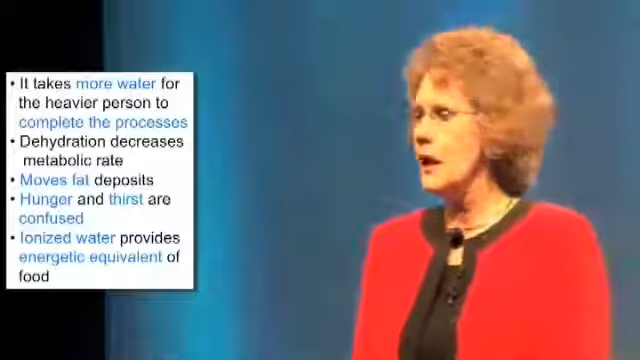 • It takes more water for
the heavier person to
complete the processes
• Dehydration decreases
metabolic rate
• Moves fat deposits
• Hunger and thirst are
confused
• Ionized water provides
energetic equivalent of
food